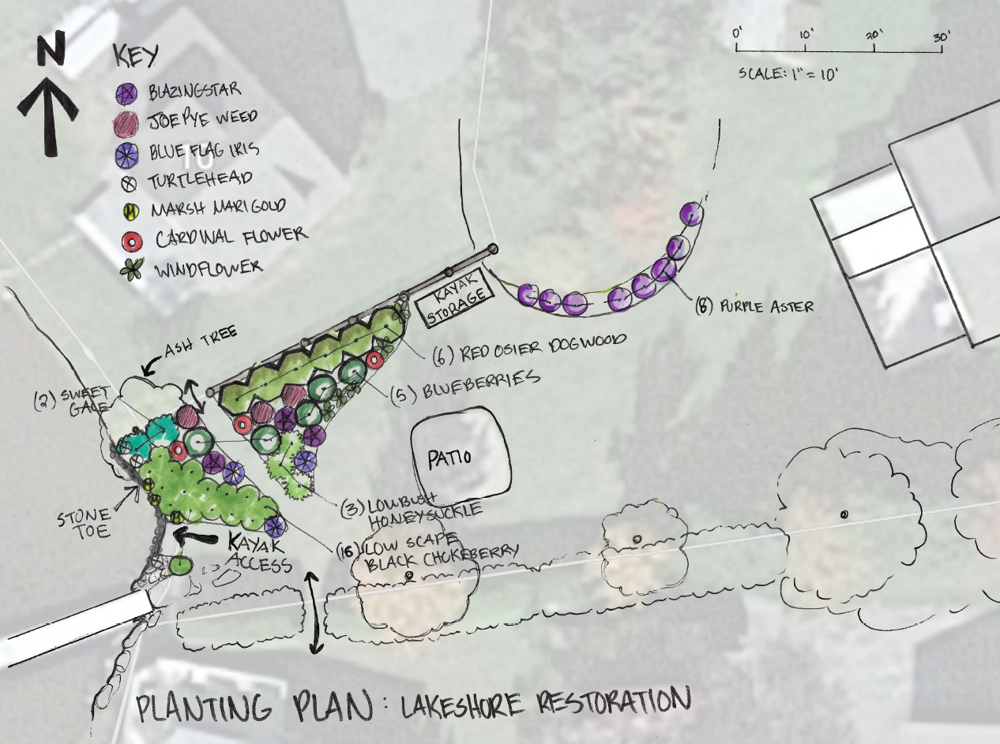 N
KEY
BLAZINGSTAR
JOE PYE WEED
BLUE FLAG IRIS
TURTLEHEAD
MARSH MARIGOLD
CARDINAL FLOWER
WINDFLOWER
0' 10' 20' 30'
SCALE: 1" = 10'
KAYAK
STORAGE
(8) PURPLE ASTER
ASH TREE
(6) RED OSIER DOGWOOD
(5) BLUEBERRIES
(2) SWEET
GALE
PATIO
STONE
TOE
(3) LOWBUSH
HONEYSUCKLE
KAYAK
ACCESS
LOW SCAPE
BLACK CHOKEBERRY
PLANTING PLAN: LAKESHORE RESTORATION